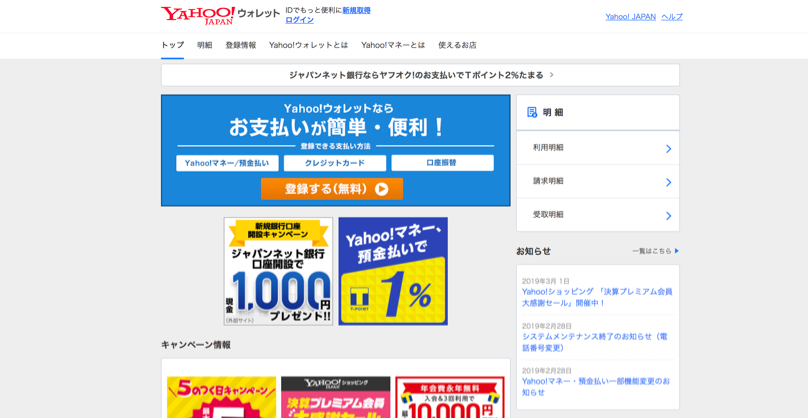 YAHOO! JAPAN ウォレット
IDでもっと便利に新規取得
ログイン
Yahoo! JAPAN ヘルプ
トップ 明細 登録情報 Yahoo!ウォレットとは Yahoo!マネーとは 使えるお店
ジャパンネット銀行ならヤフオク!のお支払いでTポイント2%たまる
Yahoo!ウォレットなら
お支払いが簡単・便利!
登録できる支払い方法
Yahoo!マネー/預金払い クレジットカード 口座振替
登録する(無料)
明細
利用明細
請求明細
受取明細
新規銀行口座
開設キャンペーン
ジャパンネット銀行
口座開設で
現金1,000円
プレゼント!!
(外部サイト)
Yahoo!マネー、
預金払いで
T-POINT
1%
お知らせ 一覧はこちら
2019年3月 1日
Yahoo!ショッピング 「決算プレミアム会員
大感謝セール」開催中!
2019年2月28日
システムメンテナンス終了のお知らせ（電
話番号変更）
2019年2月28日
Yahoo!マネー・預金払い一部機能変更のお
知らせ
キャンペーン情報
5のつく日キャンペーン
YAHOO! JAPAN ショッピング
決算プレミアム会員
年会費永年無料
入会&3回利用で
10,000円